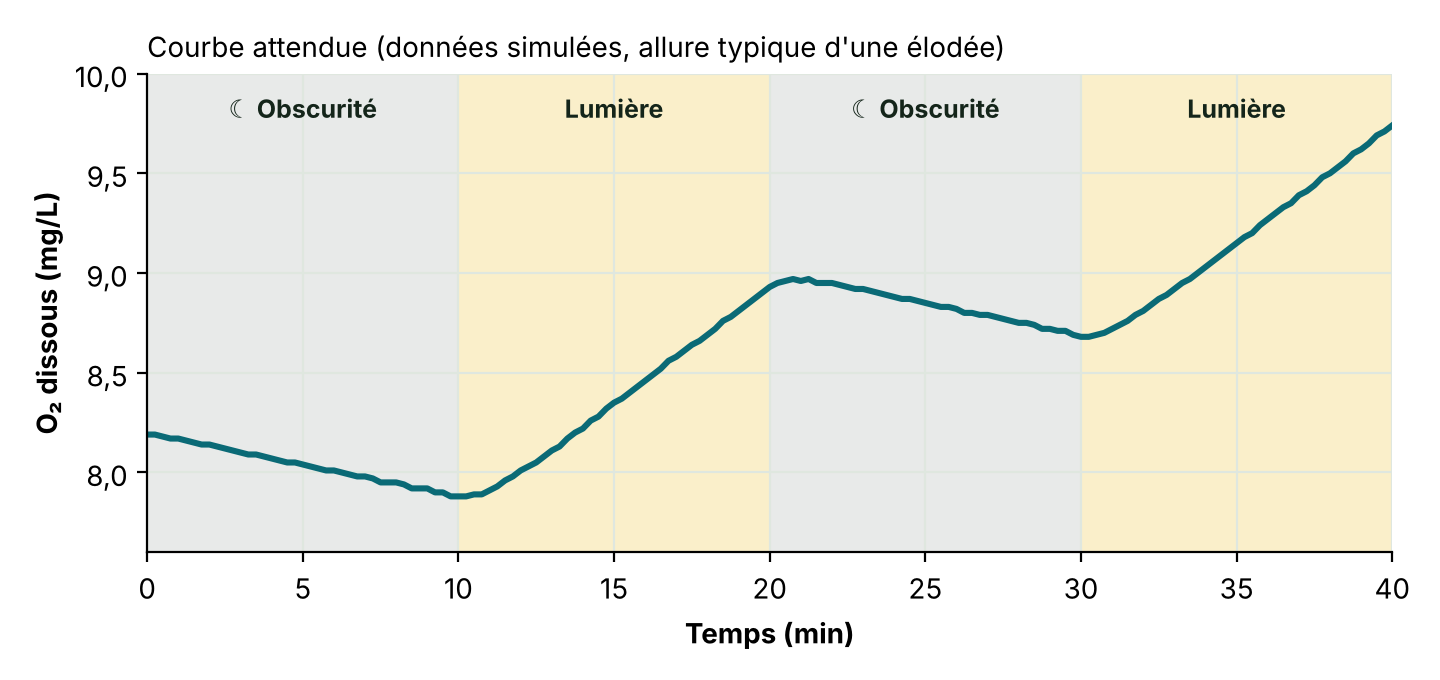 Courbe attendue (données simulées, allure typique d'une élodée)
10,0
☾ Obscurité Lumière ☾ Obscurité Lumière
9,5
9,0
8,5
8,0
O₂ dissous (mg/L)
0 5 10 15 20 25 30 35 40
Temps (min)